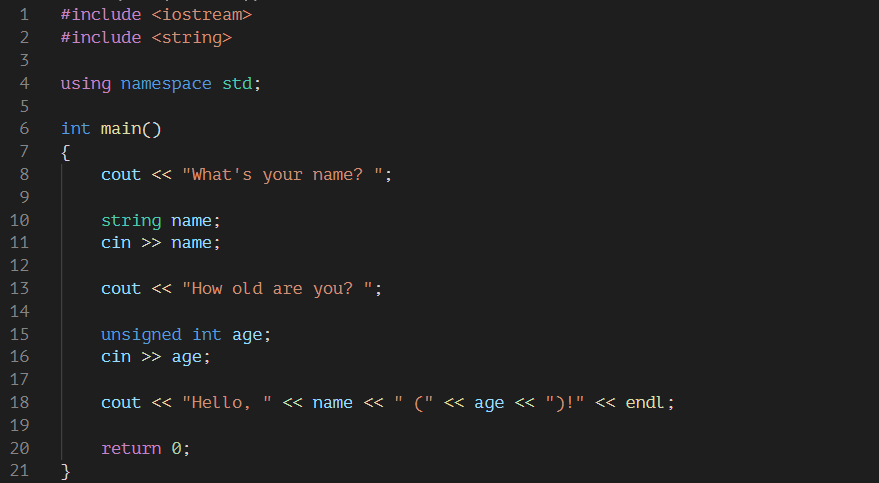 1 #include <iostream>
2 #include <string>
3
4 using namespace std;
5
6 int main()
7 {
8     cout << "What's your name? ";
9
10     string name;
11     cin >> name;
12
13     cout << "How old are you? ";
14
15     unsigned int age;
16     cin >> age;
17
18     cout << "Hello, " << name << " (" << age << ")!" << endl;
19
20     return 0;
21 }